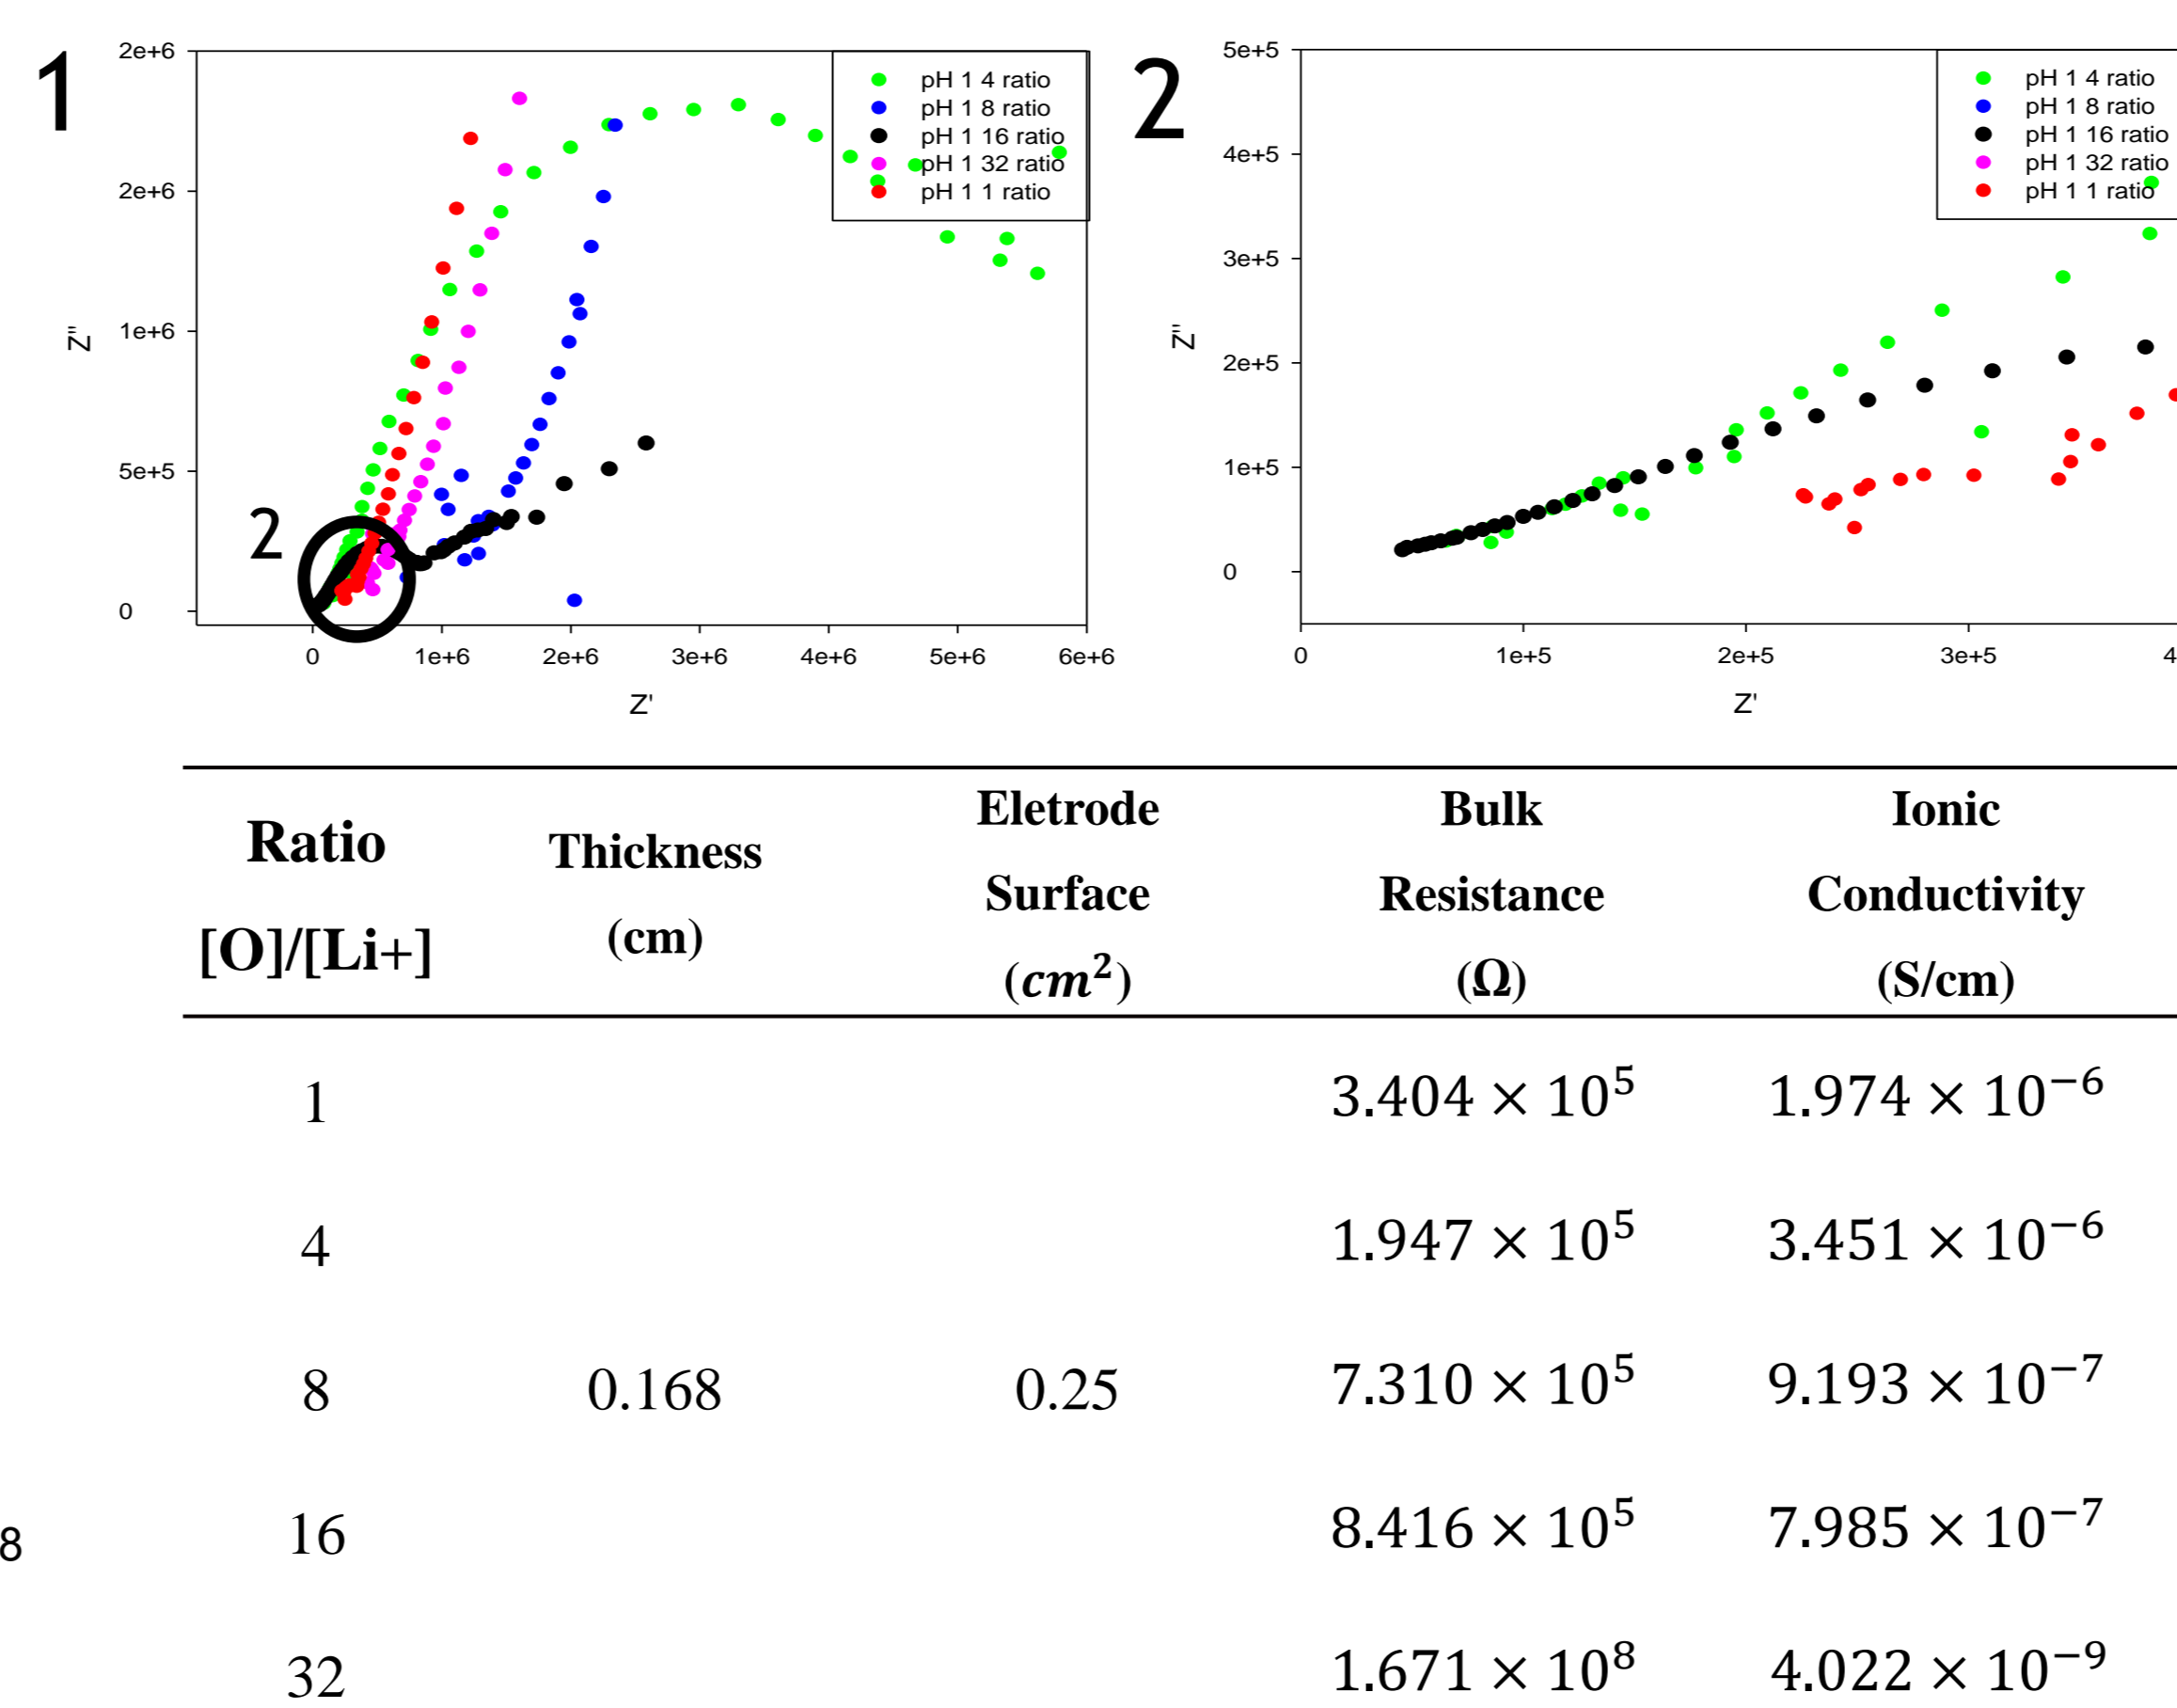 1
2e+6
2e+6
1e+6
5e+5
0
Z"
0
1e+6
2e+6
3e+6
4e+6
5e+6
6e+6
Z'
pH 1 4 ratio
pH 1 8 ratio
pH 1 16 ratio
pH 1 32 ratio
pH 1 1 ratio
2
2
5e+5
4e+5
3e+5
2e+5
1e+5
0
Z"
0
1e+5
2e+5
3e+5
4
Z'
pH 1 4 ratio
pH 1 8 ratio
pH 1 16 ratio
pH 1 32 ratio
pH 1 1 ratio
Ratio
[O]/[Li+]
Thickness
(cm)
Eletrode
Surface
(cm²)
Bulk
Resistance
(Ω)
Ionic
Conductivity
(S/cm)
1 3.404 × 10⁵ 1.974 × 10⁻⁶
4 1.947 × 10⁵ 3.451 × 10⁻⁶
8 0.168 0.25 7.310 × 10⁵ 9.193 × 10⁻⁷
16 8.416 × 10⁵ 7.985 × 10⁻⁷
32 1.671 × 10⁸ 4.022 × 10⁻⁹
8